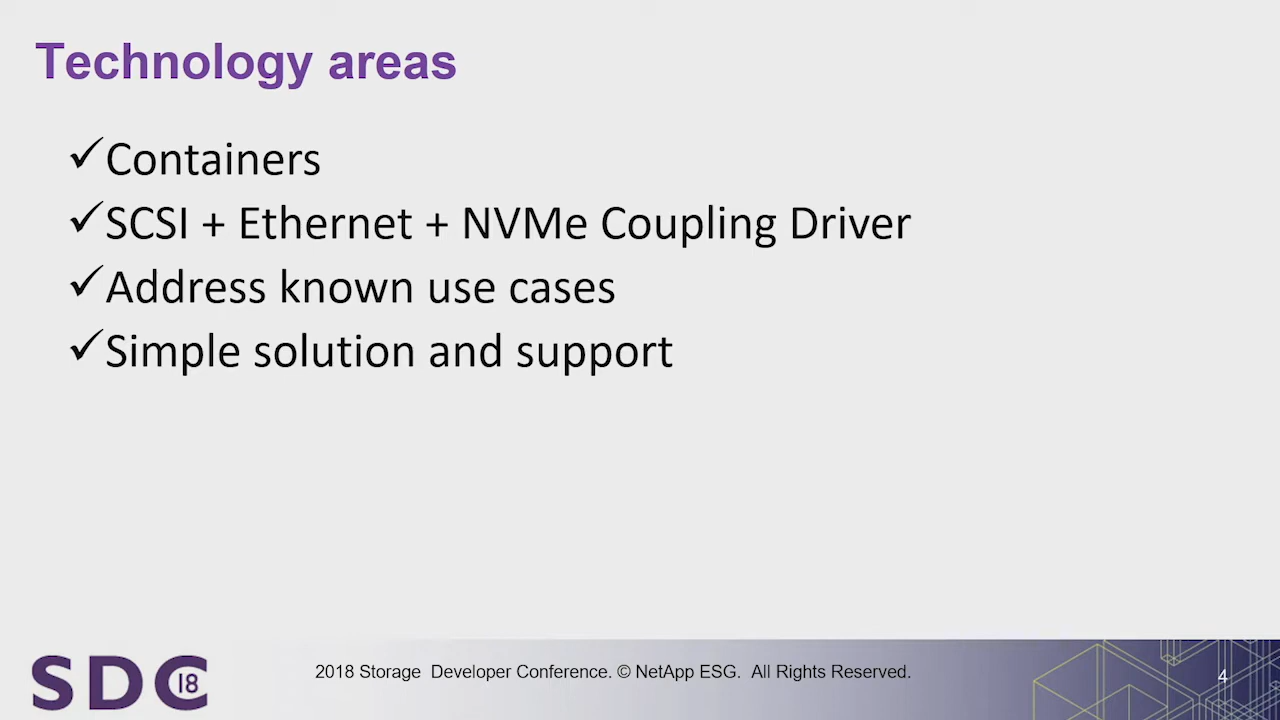 Technology areas
✓Containers
✓SCSI + Ethernet + NVMe Coupling Driver
✓Address known use cases
✓Simple solution and support
SDC 18
2018 Storage Developer Conference. © NetApp ESG. All Rights Reserved.
4